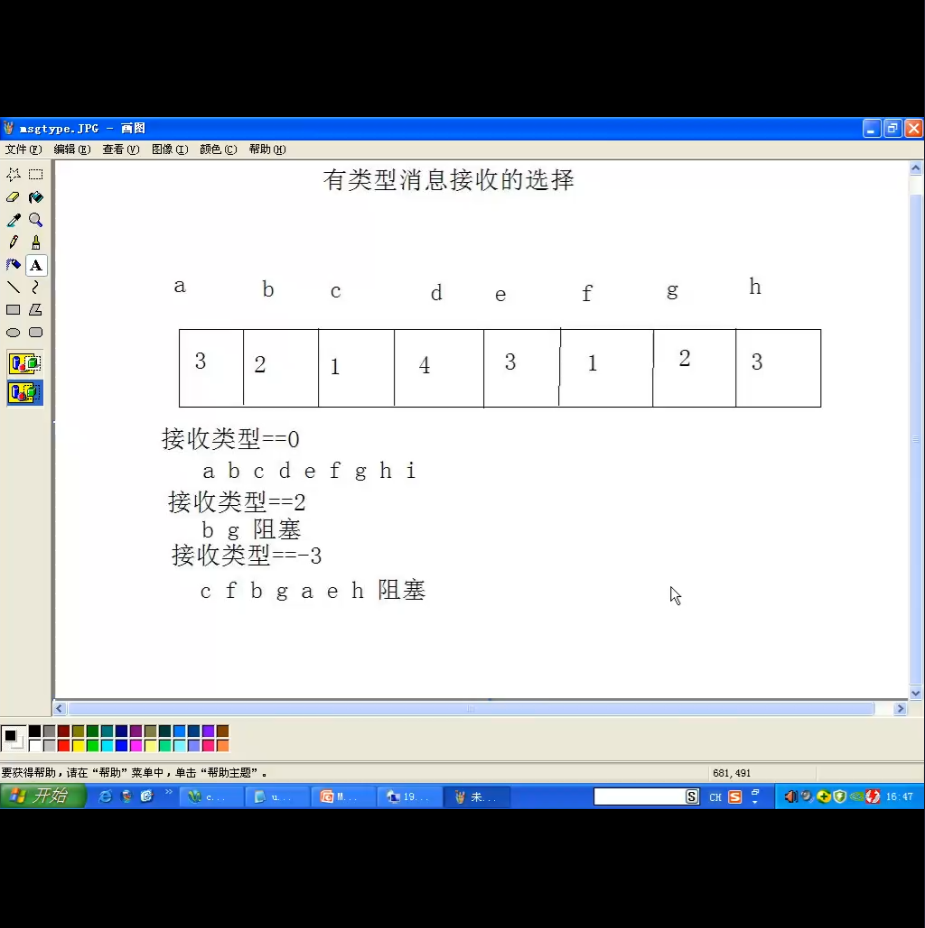 msgtype.JPG - 画图
文件(F) 编辑(E) 查看(V) 图像(I) 颜色(C) 帮助(H)
有类型消息接收的选择
a b c d e f g h
3 2 1 4 3 1 2 3
接收类型==0
a b c d e f g h i
接收类型==2
b g 阻塞
接收类型==-3
c f b g a e h 阻塞
A
要获得帮助,请在“帮助”菜单中,单击“帮助主题”。 681,491
开始 c... u... M... 19... 未... S CH S 16:47